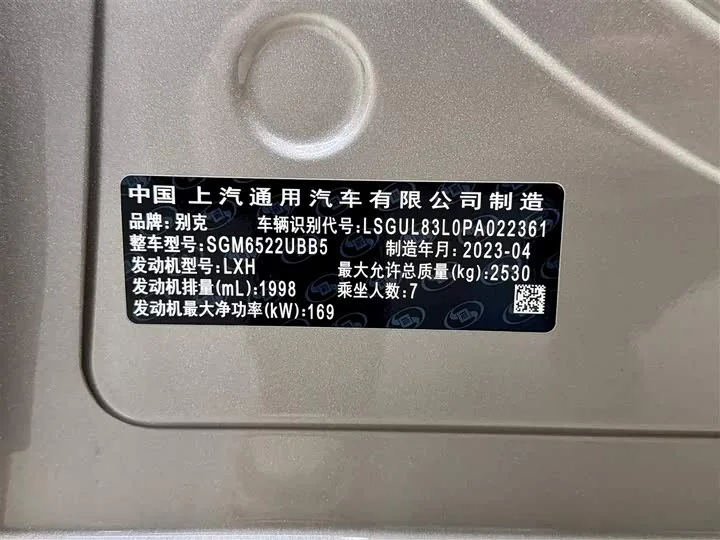 中国 上汽通用汽车有限公司制造
品牌:别克 车辆识别代号:LSGUL83L0PA022361
整车型号:SGM6522UBB5 制造年月:2023-04
发动机型号:LXH 最大允许总质量(kg):2530
发动机排量(mL):1998 乘坐人数:7
发动机最大净功率(kW):169